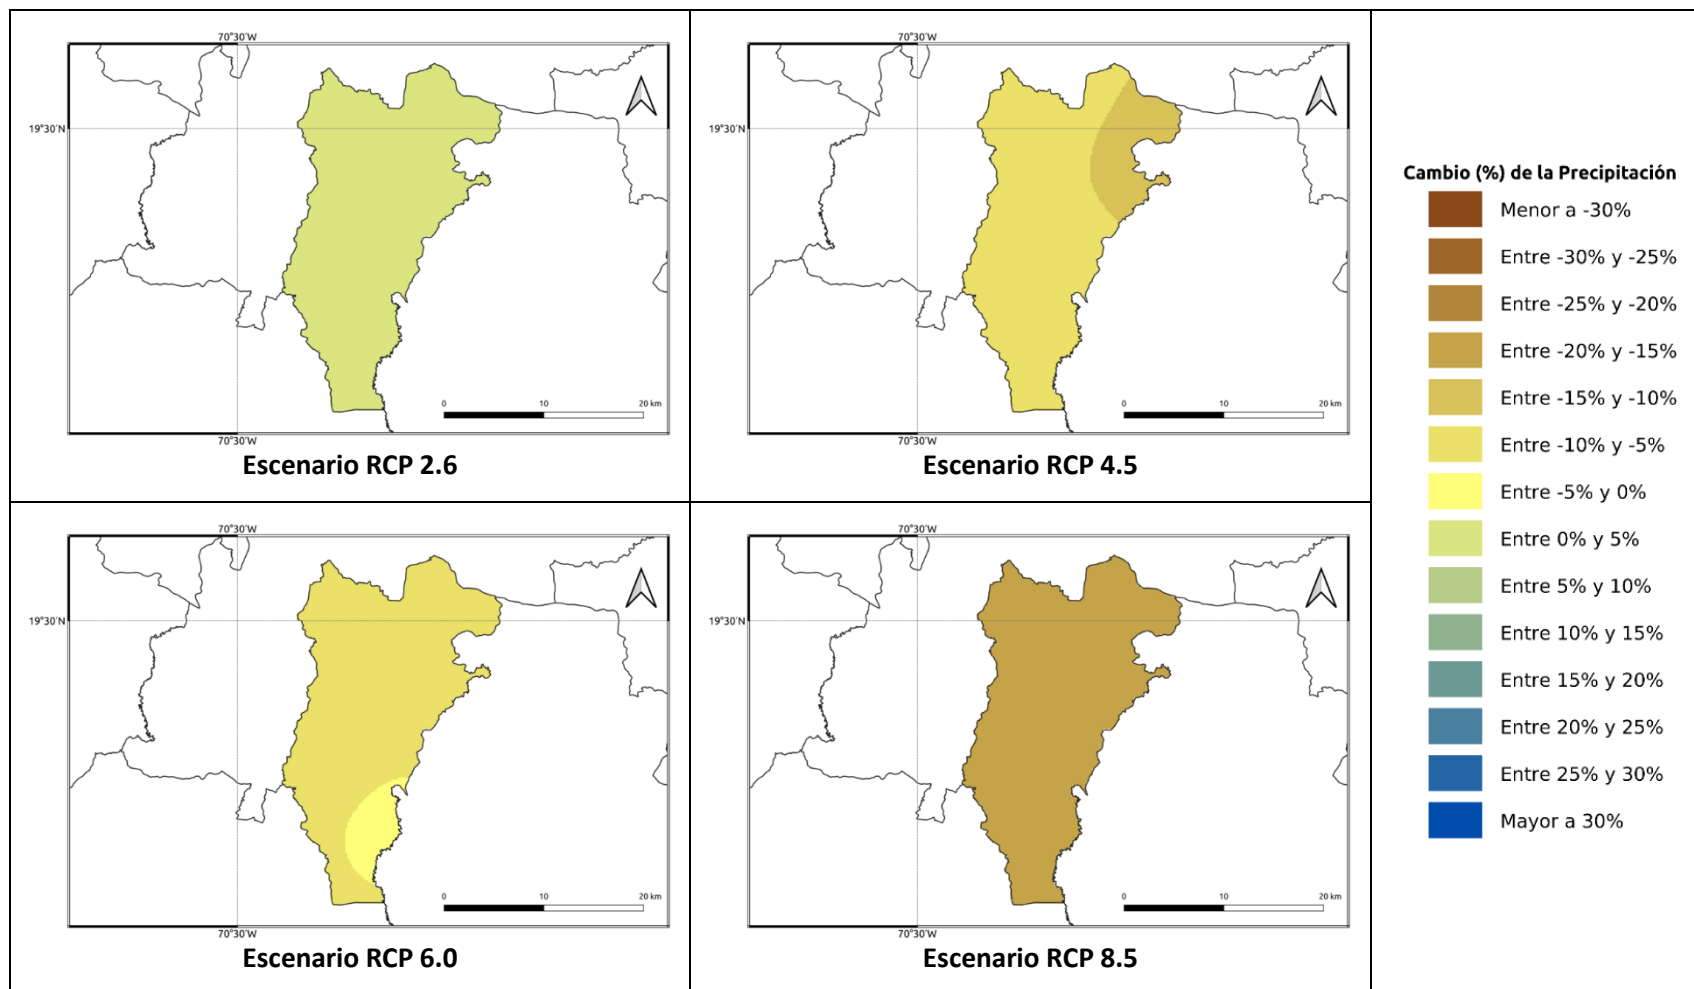 70°30'W
19°30'N
0 10 20 km
70°30'W
Escenario RCP 2.6
70°30'W
19°30'N
0 10 20 km
70°30'W
Escenario RCP 4.5
70°30'W
19°30'N
0 10 20 km
70°30'W
Escenario RCP 6.0
70°30'W
19°30'N
0 10 20 km
70°30'W
Escenario RCP 8.5
Cambio (%) de la Precipitación
Menor a -30%
Entre -30% y -25%
Entre -25% y -20%
Entre -20% y -15%
Entre -15% y -10%
Entre -10% y -5%
Entre -5% y 0%
Entre 0% y 5%
Entre 5% y 10%
Entre 10% y 15%
Entre 15% y 20%
Entre 20% y 25%
Entre 25% y 30%
Mayor a 30%